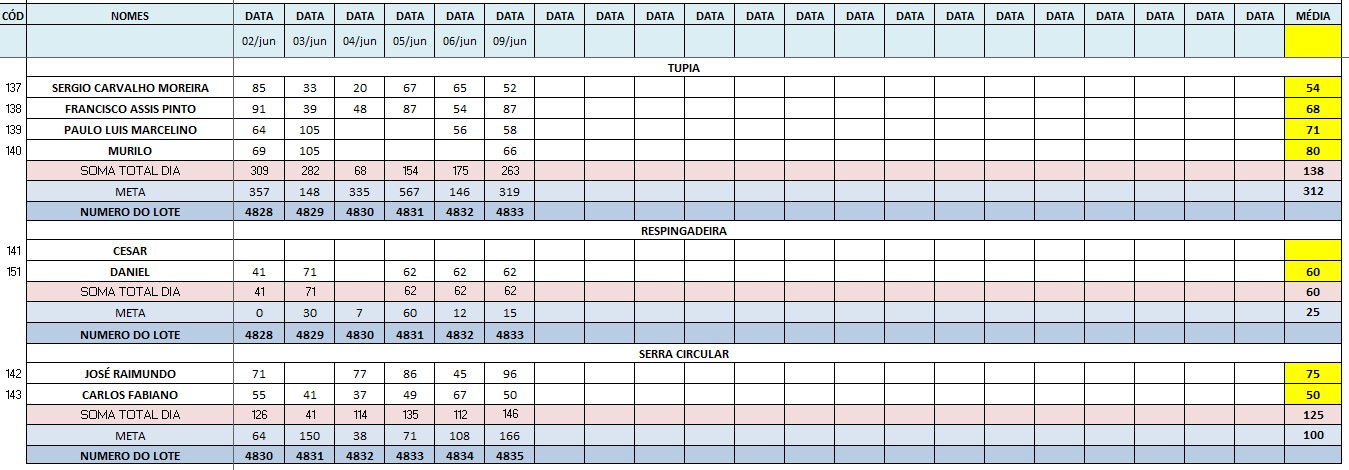 CÓD NOMES DATA DATA DATA DATA DATA DATA DATA DATA DATA DATA DATA DATA DATA DATA DATA DATA DATA DATA DATA DATA DATA MÉDIA
02/jun 03/jun 04/jun 05/jun 06/jun 09/jun
TUPIA
137 SERGIO CARVALHO MOREIRA 85 33 20 67 65 52 54
138 FRANCISCO ASSIS PINTO 91 39 48 87 54 87 68
139 PAULO LUIS MARCELINO 64 105 56 58 71
140 MURILO 69 105 66 80
SOMA TOTAL DIA 309 282 68 154 175 263 138
META 357 148 335 567 146 319 312
NUMERO DO LOTE 4828 4829 4830 4831 4832 4833
RESPINGADEIRA
141 CESAR
151 DANIEL 41 71 62 62 62 60
SOMA TOTAL DIA 41 71 62 62 62 60
META 0 30 7 60 12 15 25
NUMERO DO LOTE 4828 4829 4830 4831 4832 4833
SERRA CIRCULAR
142 JOSÉ RAIMUNDO 71 77 86 45 96 75
143 CARLOS FABIANO 55 41 37 49 67 50 50
SOMA TOTAL DIA 126 41 114 135 112 146 125
META 64 150 38 71 108 166 100
NUMERO DO LOTE 4830 4831 4832 4833 4834 4835